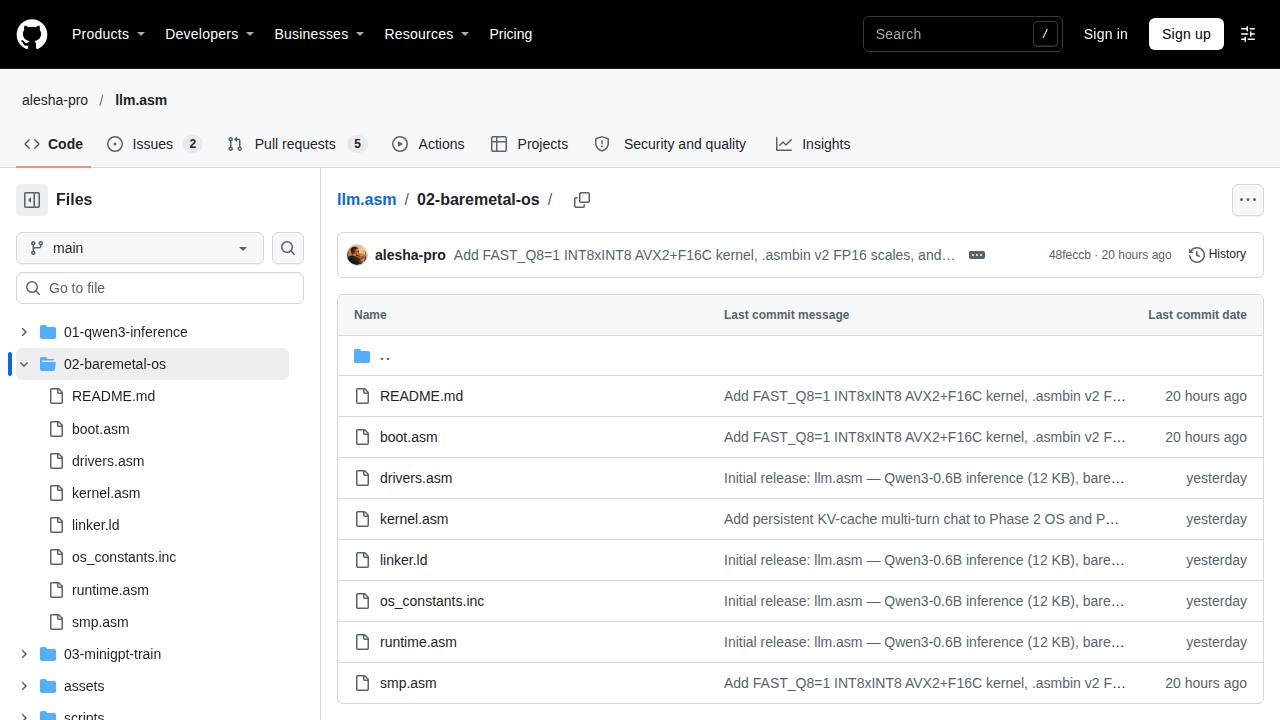 Products Developers Businesses Resources Pricing Search / Sign in Sign up
alesha-pro / llm.asm
Code Issues 2 Pull requests 5 Actions Projects Security and quality Insights
Files
main
Go to file
01-qwen3-inference
02-baremetal-os
README.md
boot.asm
drivers.asm
kernel.asm
linker.ld
os_constants.inc
runtime.asm
smp.asm
03-minigpt-train
assets
scripts
llm.asm / 02-baremetal-os /
alesha-pro Add FAST_Q8=1 INT8xINT8 AVX2+F16C kernel, .asmbin v2 FP16 scales, and… 48feccb · 20 hours ago History
Name Last commit message Last commit date
..
README.md Add FAST_Q8=1 INT8xINT8 AVX2+F16C kernel, .asmbin v2 F… 20 hours ago
boot.asm Add FAST_Q8=1 INT8xINT8 AVX2+F16C kernel, .asmbin v2 F… 20 hours ago
drivers.asm Initial release: llm.asm — Qwen3-0.6B inference (12 KB), bare… yesterday
kernel.asm Add persistent KV-cache multi-turn chat to Phase 2 OS and P… yesterday
linker.ld Initial release: llm.asm — Qwen3-0.6B inference (12 KB), bare… yesterday
os_constants.inc Initial release: llm.asm — Qwen3-0.6B inference (12 KB), bare… yesterday
runtime.asm Initial release: llm.asm — Qwen3-0.6B inference (12 KB), bare… yesterday
smp.asm Add FAST_Q8=1 INT8xINT8 AVX2+F16C kernel, .asmbin v2 F… 20 hours ago